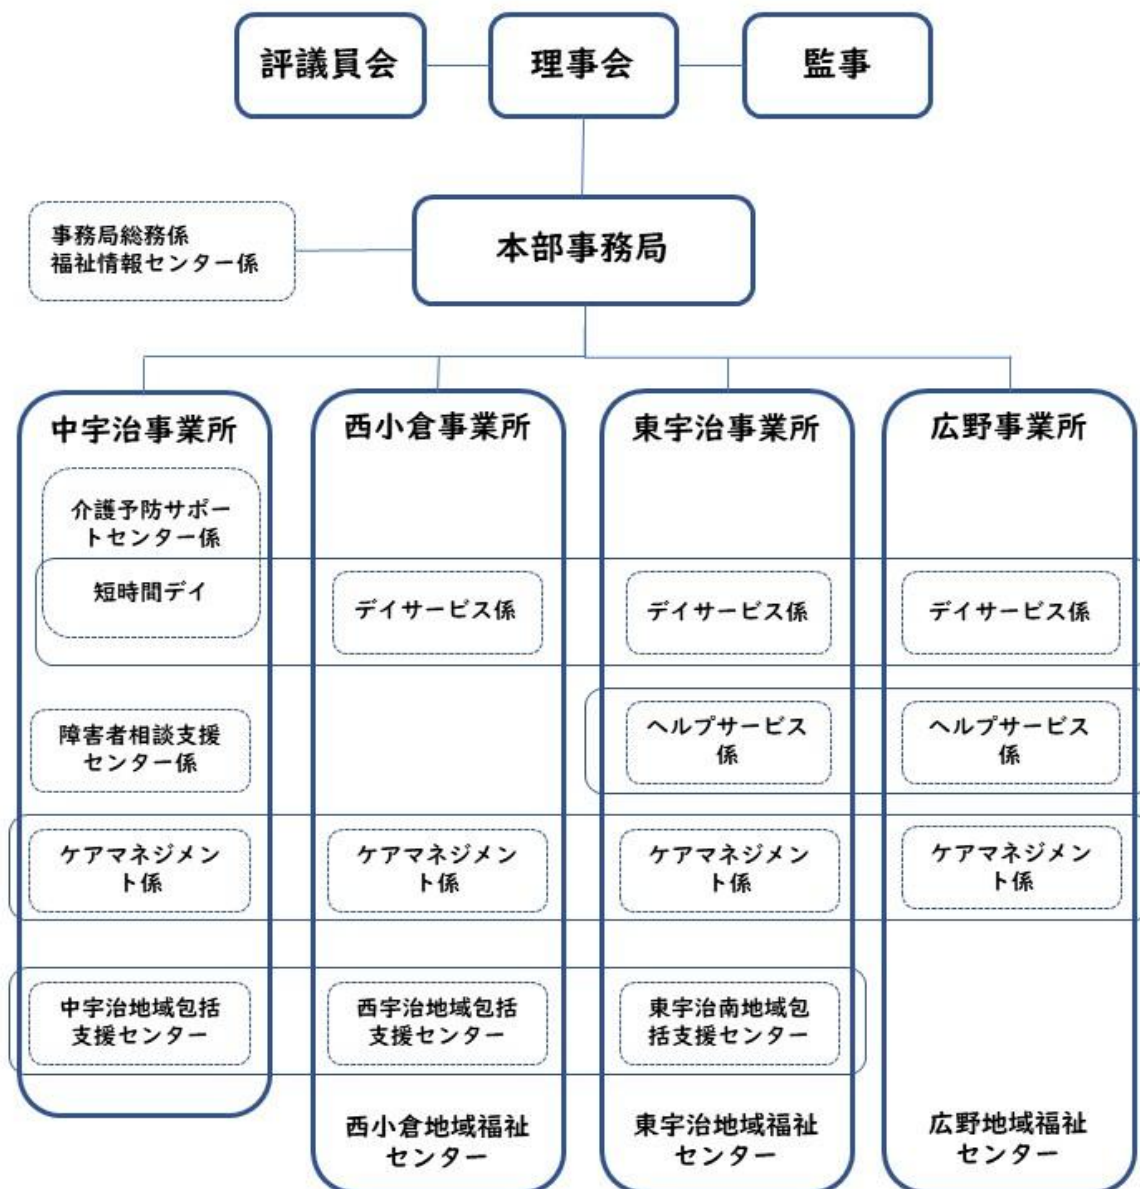 評議員会
理事会
監事
本部事務局
事務局総務係
福祉情報センター係
中宇治事業所
介護予防サポー
トセンター係
短時間デイ
障害者相談支援
センター係
ケアマネジメン
ト係
中宇治地域包括
支援センター
西小倉事業所
デイサービス係
ケアマネジメン
ト係
西宇治地域包括
支援センター
西小倉地域福祉
センター
東宇治事業所
デイサービス係
ヘルプサービス
係
ケアマネジメン
ト係
東宇治南地域包
括支援センター
東宇治地域福祉
センター
広野事業所
デイサービス係
ヘルプサービス
係
ケアマネジメン
ト係
広野地域福祉
センター